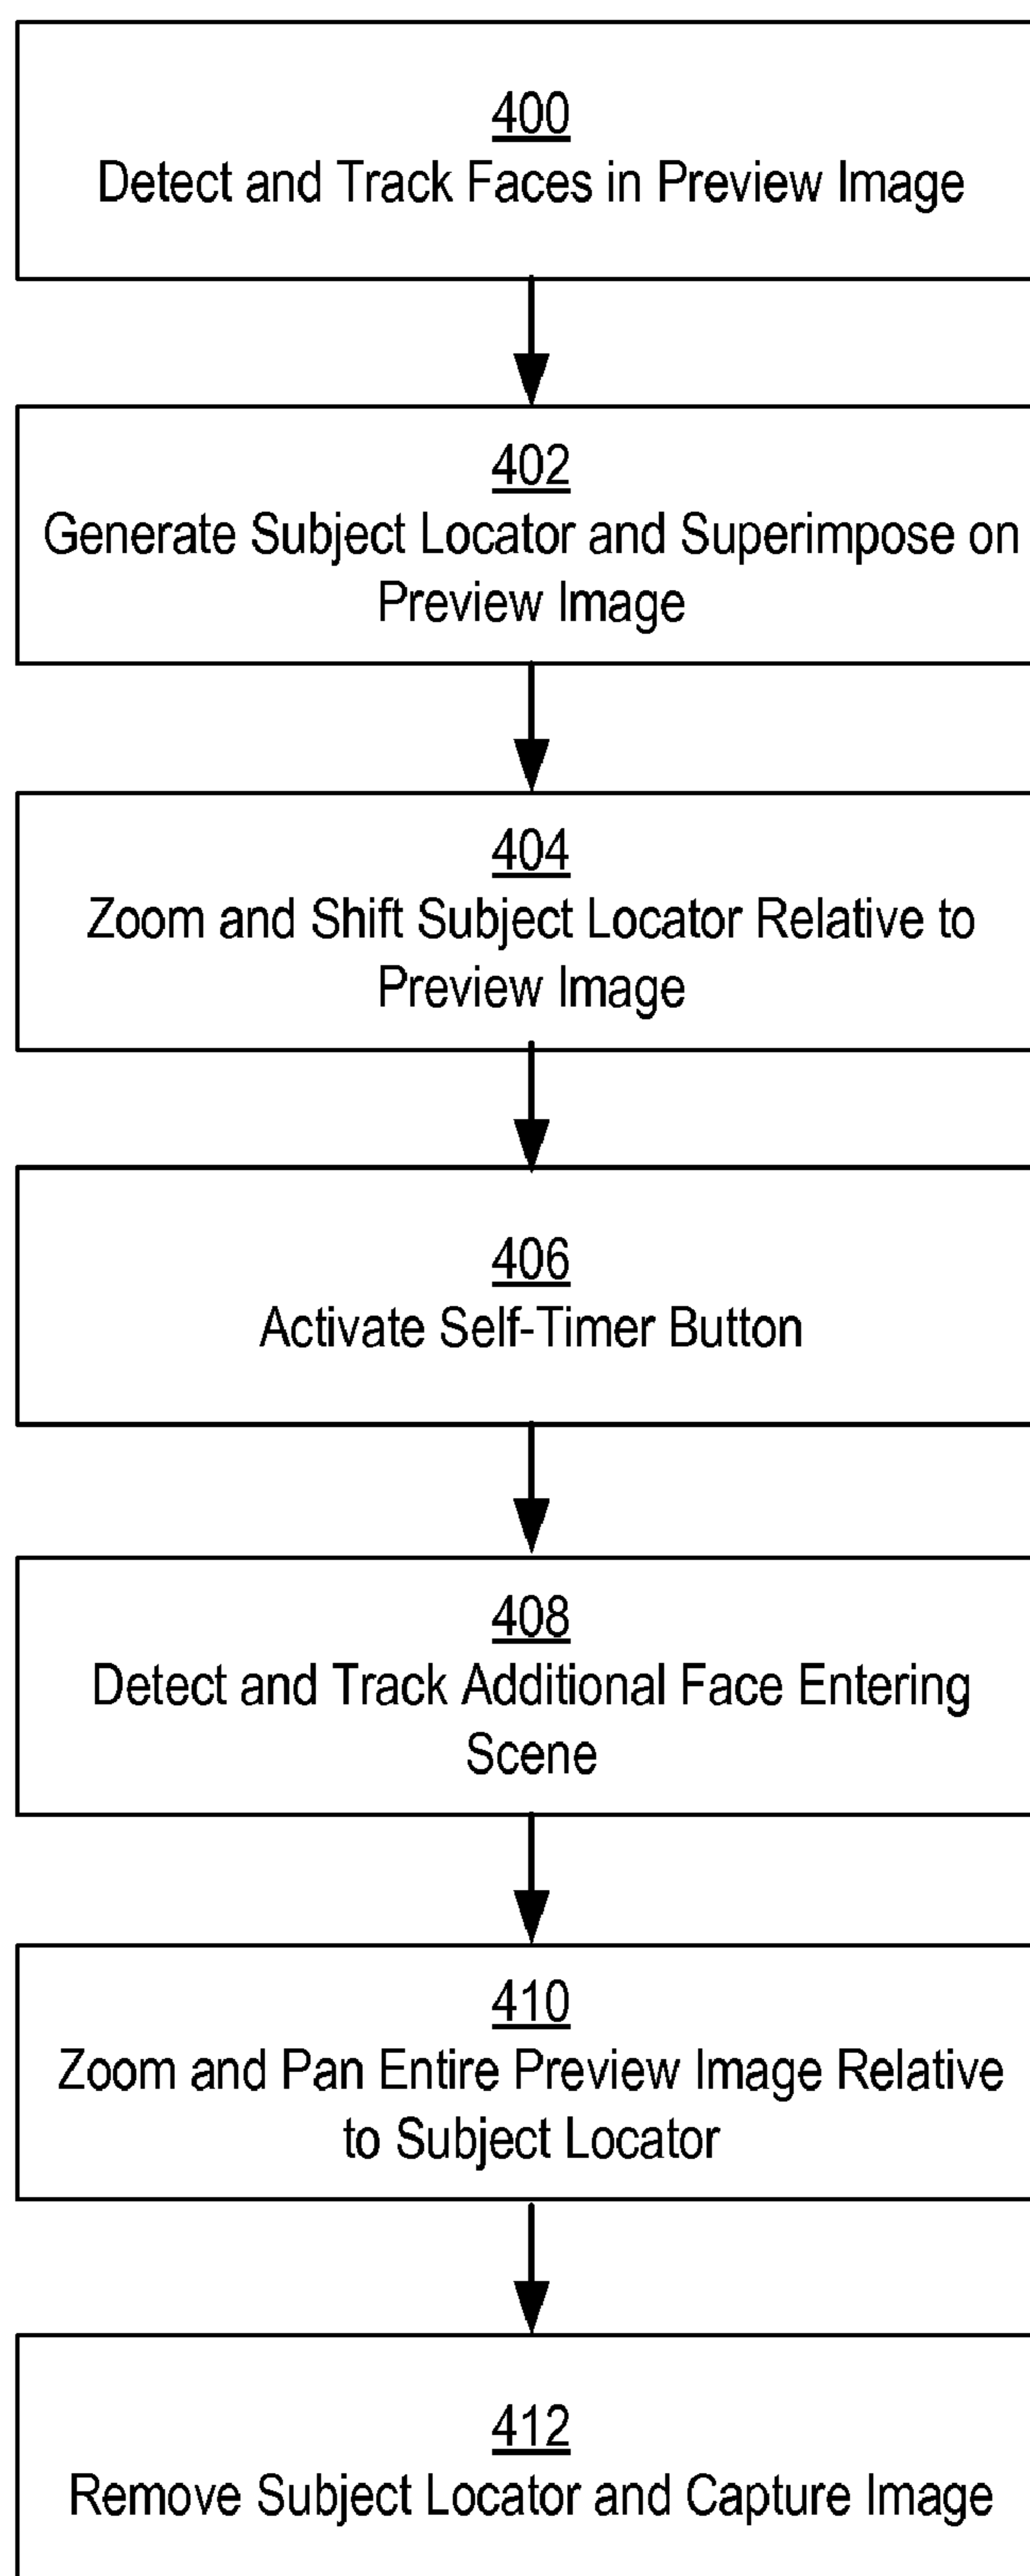 400
Detect and Track Faces in Preview Image
402
Generate Subject Locator and Superimpose on
Preview Image
404
Zoom and Shift Subject Locator Relative to
Preview Image
406
Activate Self-Timer Button
408
Detect and Track Additional Face Entering
Scene
410
Zoom and Pan Entire Preview Image Relative
to Subject Locator
412
Remove Subject Locator and Capture Image